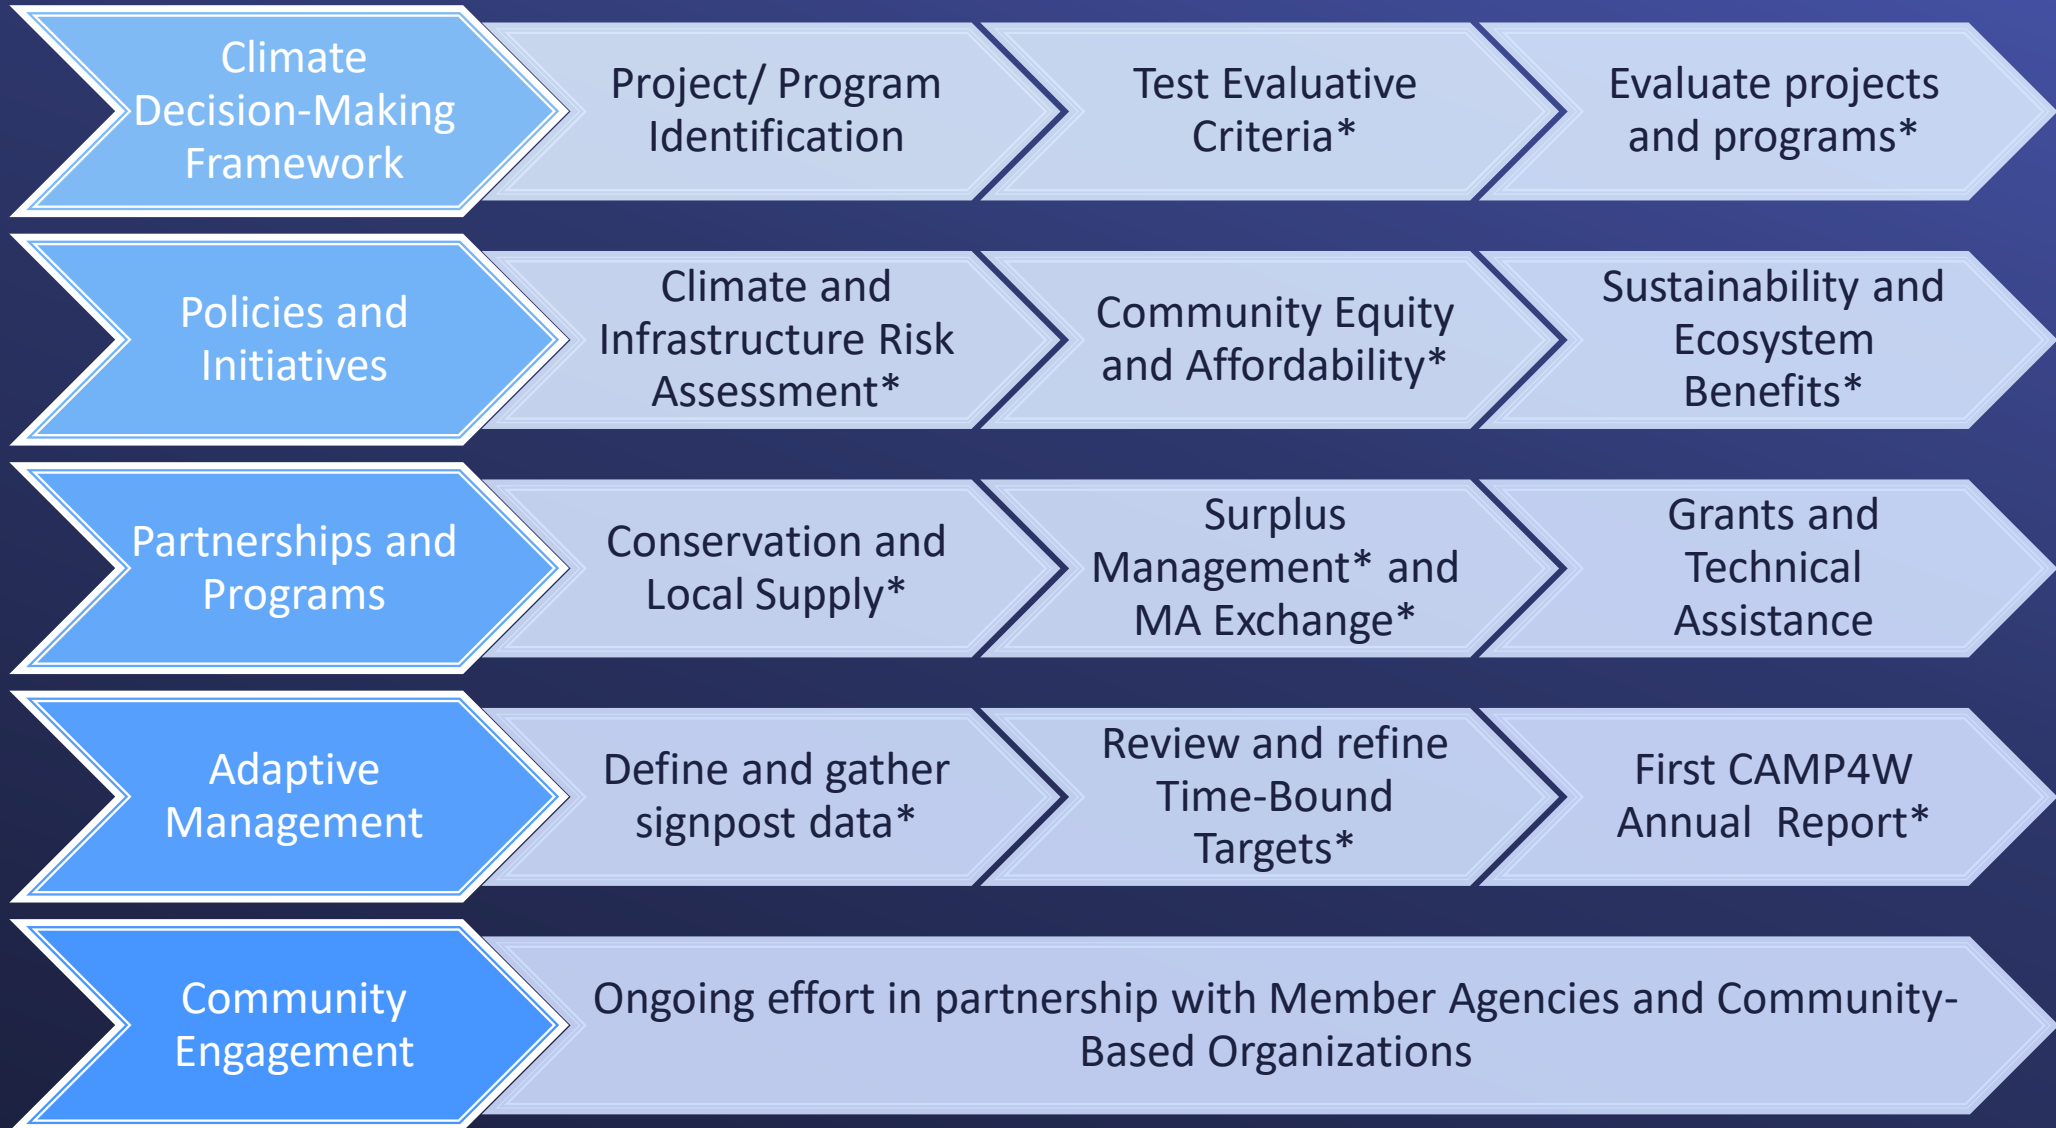 Climate
Decision-Making
Framework
Project/ Program
Identification
Test Evaluative
Criteria*
Evaluate projects
and programs*
Policies and
Initiatives
Climate and
Infrastructure Risk
Assessment*
Community Equity
and Affordability*
Sustainability and
Ecosystem
Benefits*
Partnerships and
Programs
Conservation and
Local Supply*
Surplus
Management* and
MA Exchange*
Grants and
Technical
Assistance
Adaptive
Management
Define and gather
signpost data*
Review and refine
Time-Bound
Targets*
First CAMP4W
Annual  Report*
Community
Engagement
Ongoing effort in partnership with Member Agencies and Community-
Based Organizations